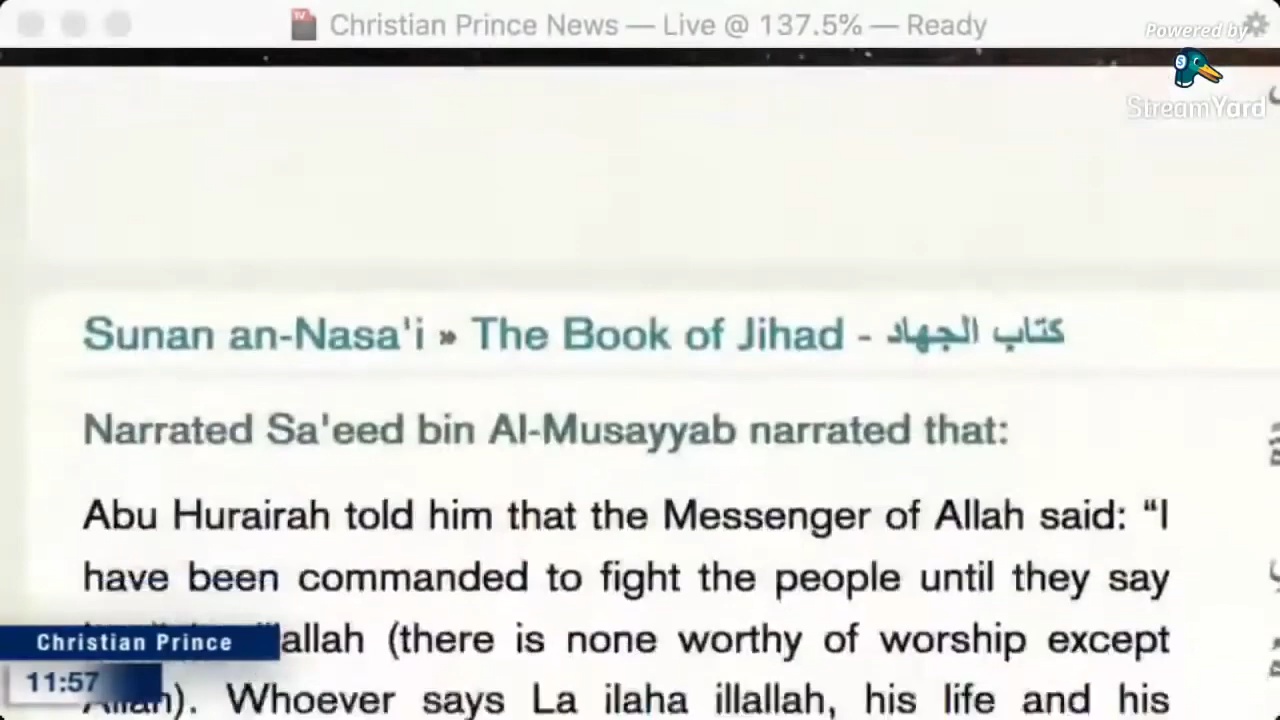 Christian Prince News — Live @ 137.5% — Ready
Powered by
StreamYard
Sunan an-Nasa'i » The Book of Jihad - كتاب الجهاد
Narrated Sa'eed bin Al-Musayyab narrated that:
Abu Hurairah told him that the Messenger of Allah said: “I
have been commanded to fight the people until they say
(there is none worthy of worship except
Allah). Whoever says La ilaha illallah, his life and his
Christian Prince
11:57